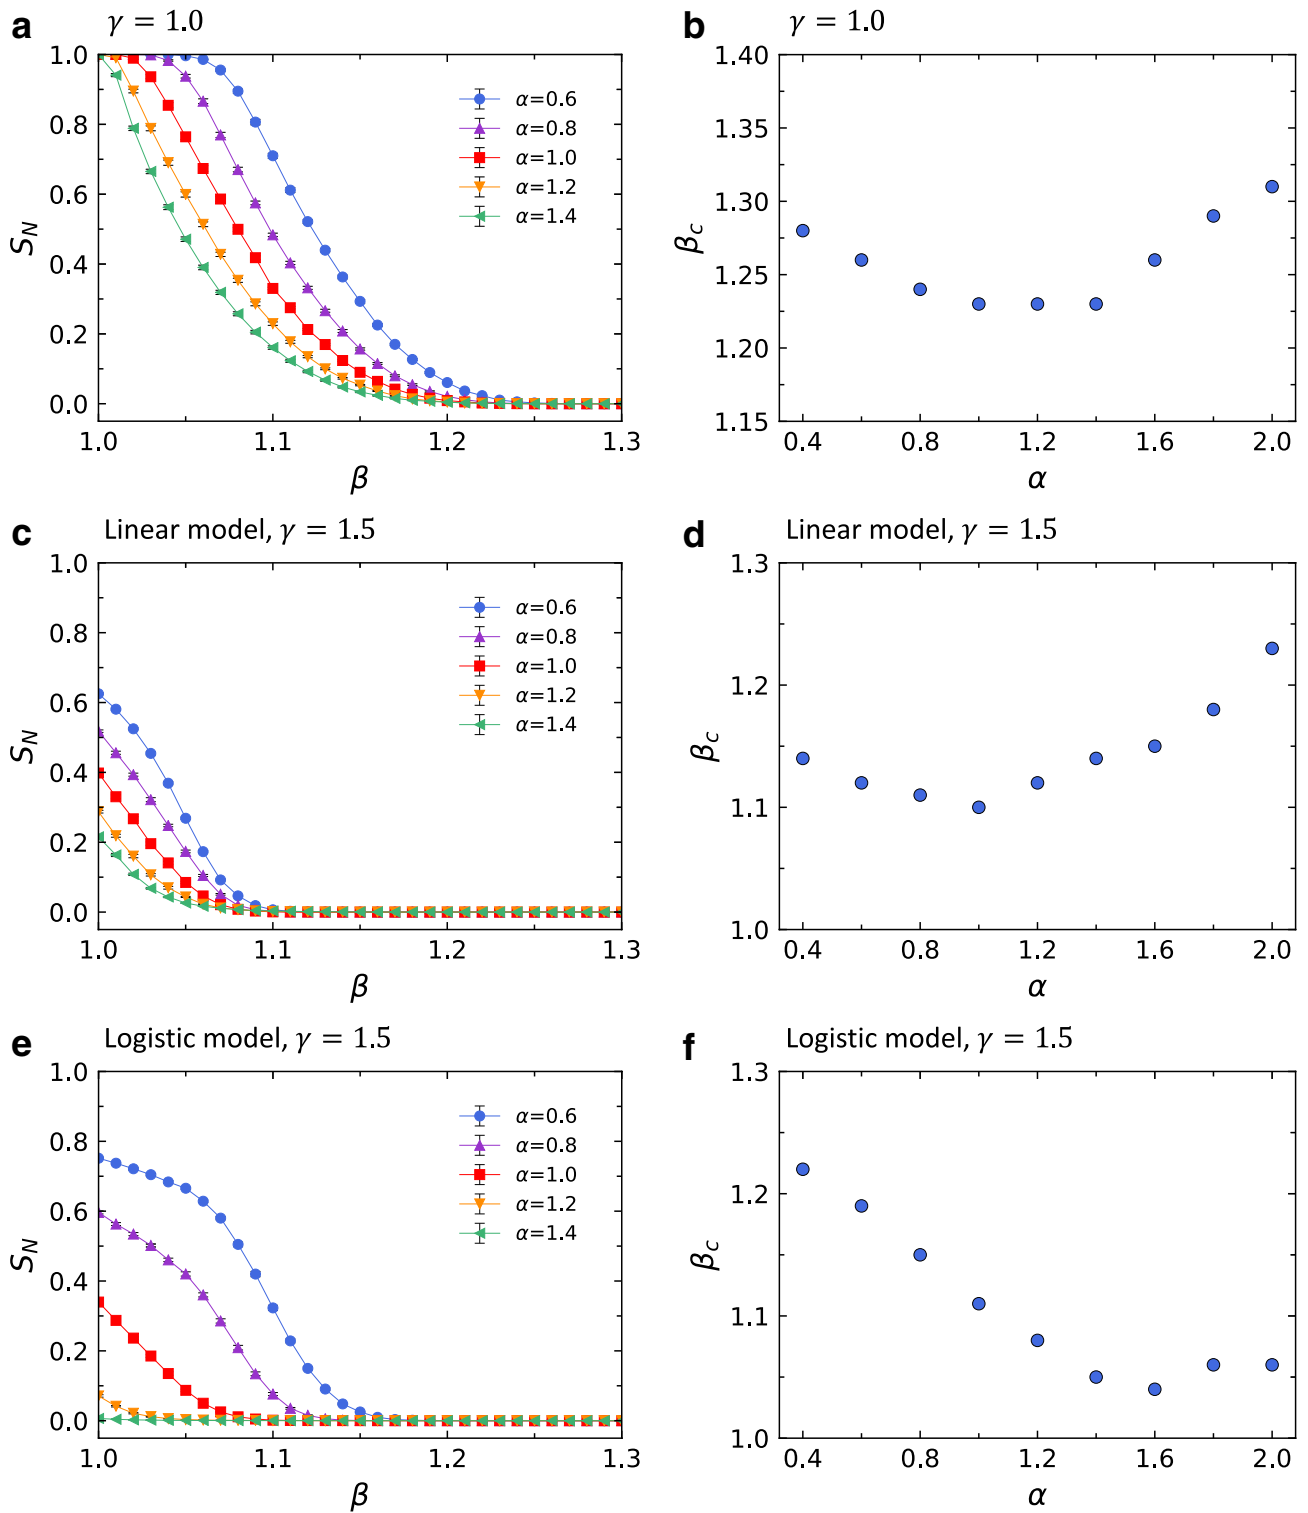 a γ = 1.0
1.0
0.8
0.6
0.4
0.2
0.0
S_N
α=0.6
α=0.8
α=1.0
α=1.2
α=1.4
1.0 1.1 1.2 1.3
β
b γ = 1.0
1.40
1.35
1.30
1.25
1.20
1.15
β_c
0.4 0.8 1.2 1.6 2.0
α
c Linear model, γ = 1.5
1.0
0.8
0.6
0.4
0.2
0.0
S_N
α=0.6
α=0.8
α=1.0
α=1.2
α=1.4
1.0 1.1 1.2 1.3
β
d Linear model, γ = 1.5
1.3
1.2
1.1
1.0
β_c
0.4 0.8 1.2 1.6 2.0
α
e Logistic model, γ = 1.5
1.0
0.8
0.6
0.4
0.2
0.0
S_N
α=0.6
α=0.8
α=1.0
α=1.2
α=1.4
1.0 1.1 1.2 1.3
β
f Logistic model, γ = 1.5
1.3
1.2
1.1
1.0
β_c
0.4 0.8 1.2 1.6 2.0
α